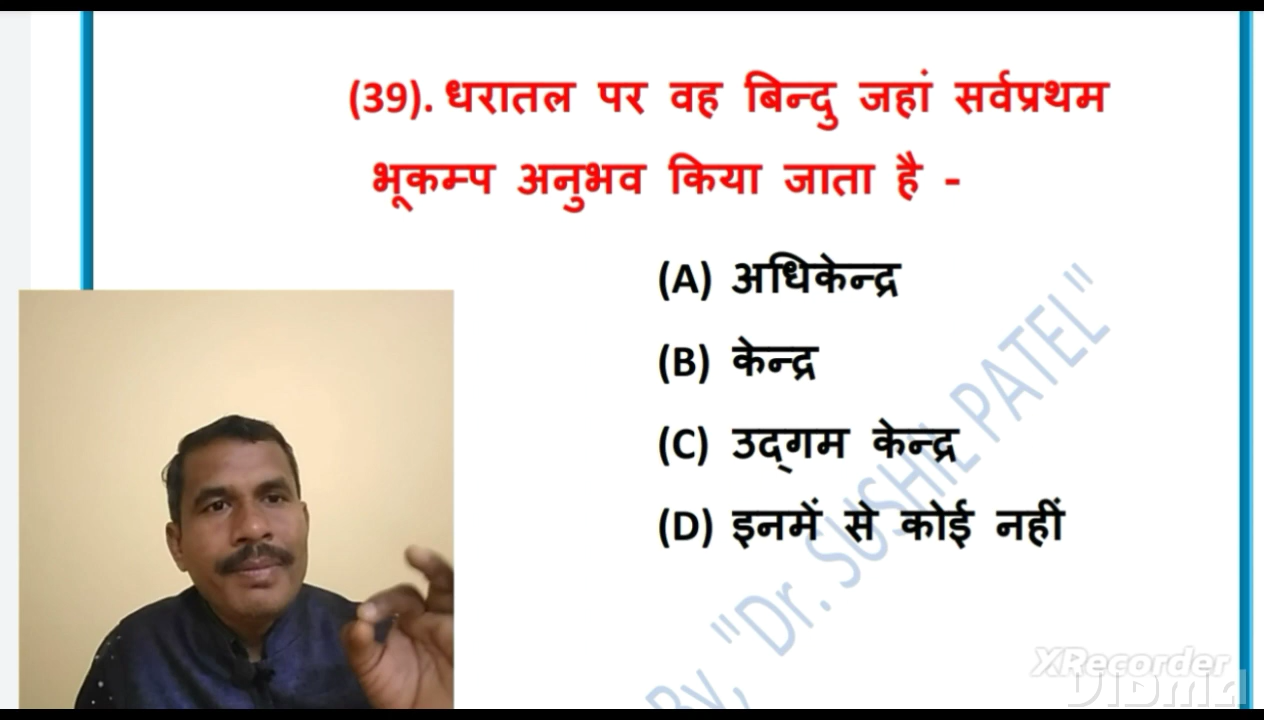 (39). धरातल पर वह बिन्दु जहां सर्वप्रथम
भूकम्प अनुभव किया जाता है -
(A) अधिकेन्द्र
(B) केन्द्र
(C) उद्‌गम केन्द्र
(D) इनमें से कोई नहीं
By, "Dr. SUSHIL PATEL"
XRecorder